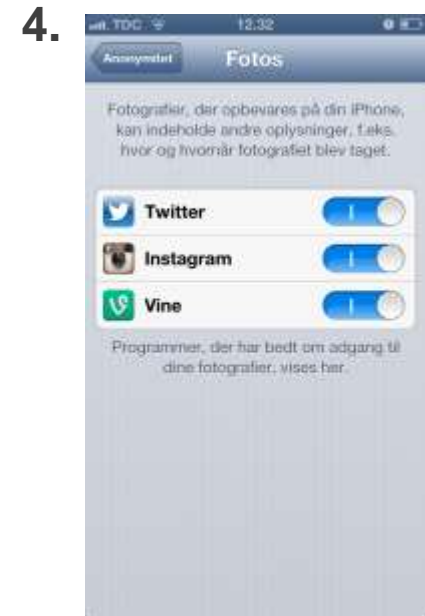 4.
TDC 12.32
Anonymitet Fotos
Fotografier, der opbevares på din iPhone,
kan indeholde andre oplysninger, f.eks.
hvor og hvornår fotografiet blev taget.
Twitter
Instagram
Vine
Programmer, der har bedt om adgang til
dine fotografier, vises her.